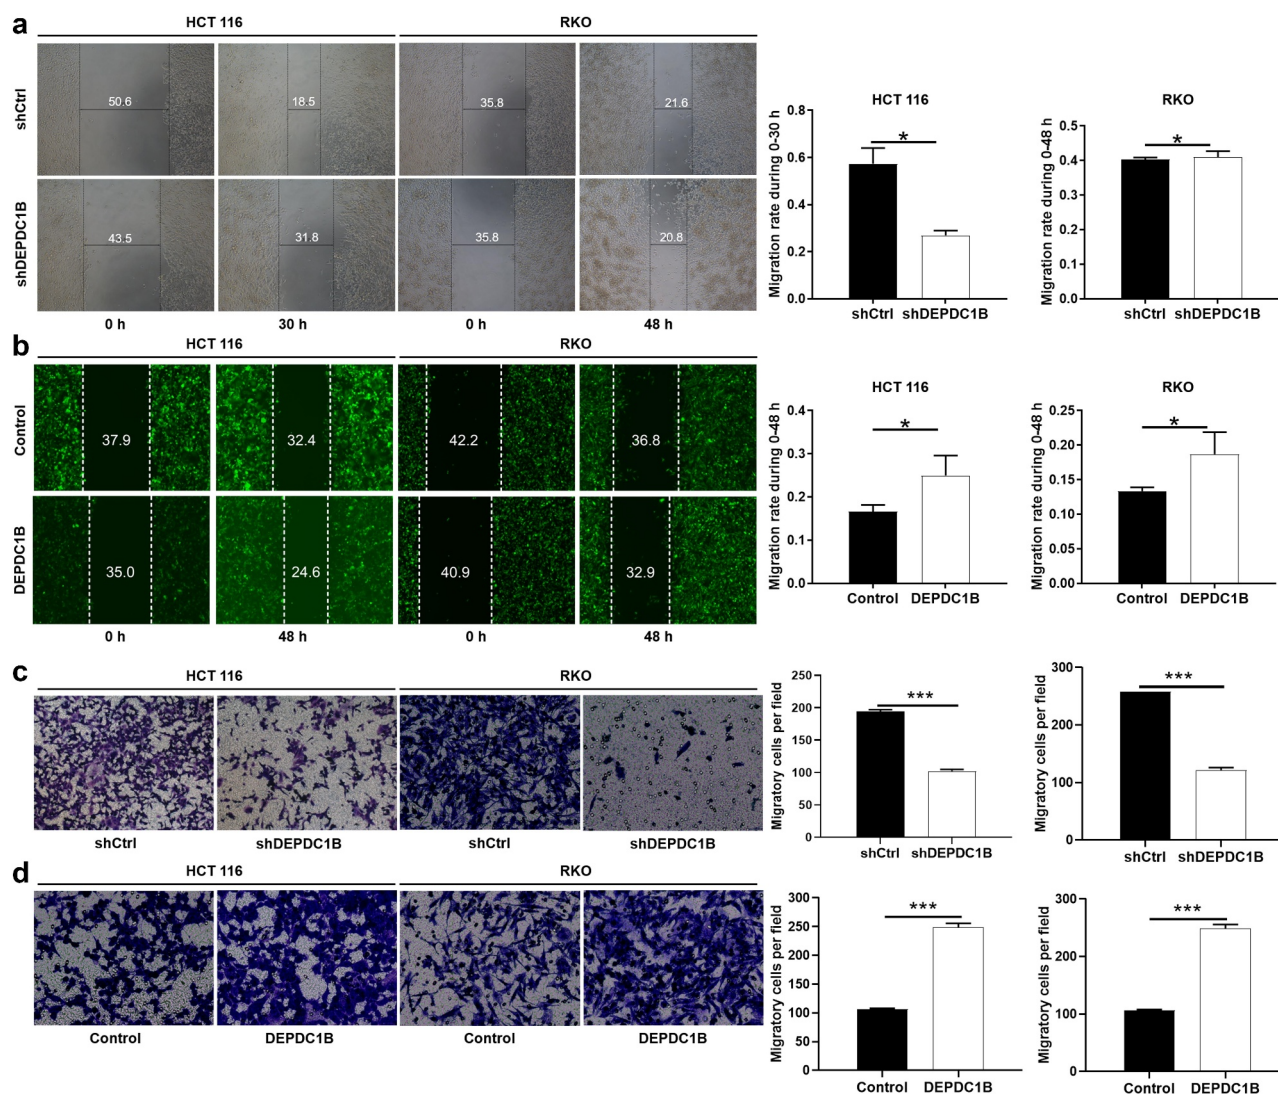 a
HCT 116
RKO
shCtrl
50.6
18.5
35.8
21.6
shDEPDC1B
43.5
31.8
35.8
20.8
0 h
30 h
0 h
48 h
HCT 116
Migration rate during 0-30 h
0.8
0.6
0.4
0.2
0.0
*
shCtrl shDEPDC1B
RKO
Migration rate during 0-48 h
0.5
0.4
0.3
0.2
0.1
0.0
*
shCtrl shDEPDC1B
b
HCT 116
RKO
Control
37.9
32.4
42.2
36.8
DEPDC1B
35.0
24.6
40.9
32.9
0 h
48 h
0 h
48 h
HCT 116
Migration rate during 0-48 h
0.4
0.3
0.2
0.1
0.0
*
Control DEPDC1B
RKO
Migration rate during 0-48 h
0.25
0.20
0.15
0.10
0.05
0.00
*
Control DEPDC1B
c
HCT 116
RKO
shCtrl
shDEPDC1B
shCtrl
shDEPDC1B
Migratory cells per field
250
200
150
100
50
0
***
shCtrl shDEPDC1B
Migratory cells per field
300
200
100
0
***
shCtrl shDEPDC1B
d
HCT 116
RKO
Control
DEPDC1B
Control
DEPDC1B
Migratory cells per field
300
250
200
150
100
50
0
***
Control DEPDC1B
Migratory cells per field
300
200
100
0
***
Control DEPDC1B